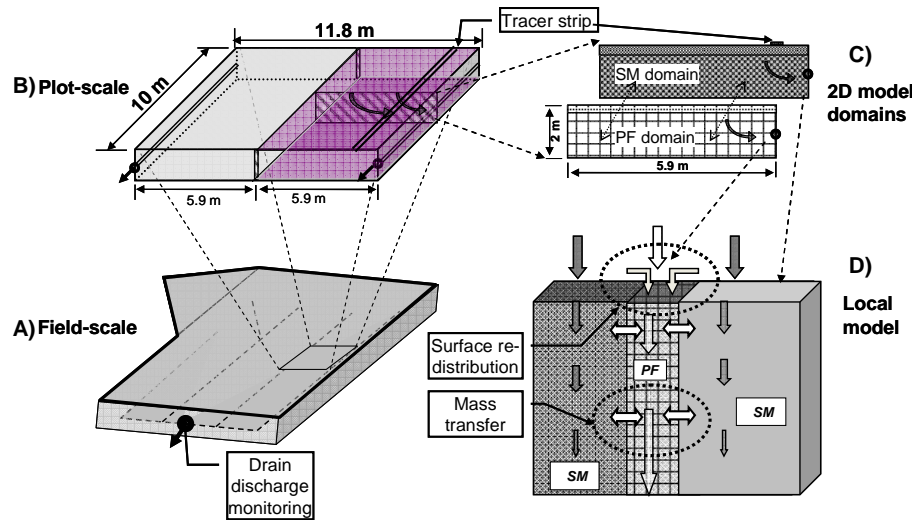 Tracer strip
11.8 m
C)
10 m
B) Plot-scale
SM domain
2D model
domains
PF domain
2 m
5.9 m
5.9 m
5.9 m
D)
Local
model
A) Field-scale
Surface re-
distribution
PF
Mass
transfer
SM
SM
Drain
discharge
monitoring